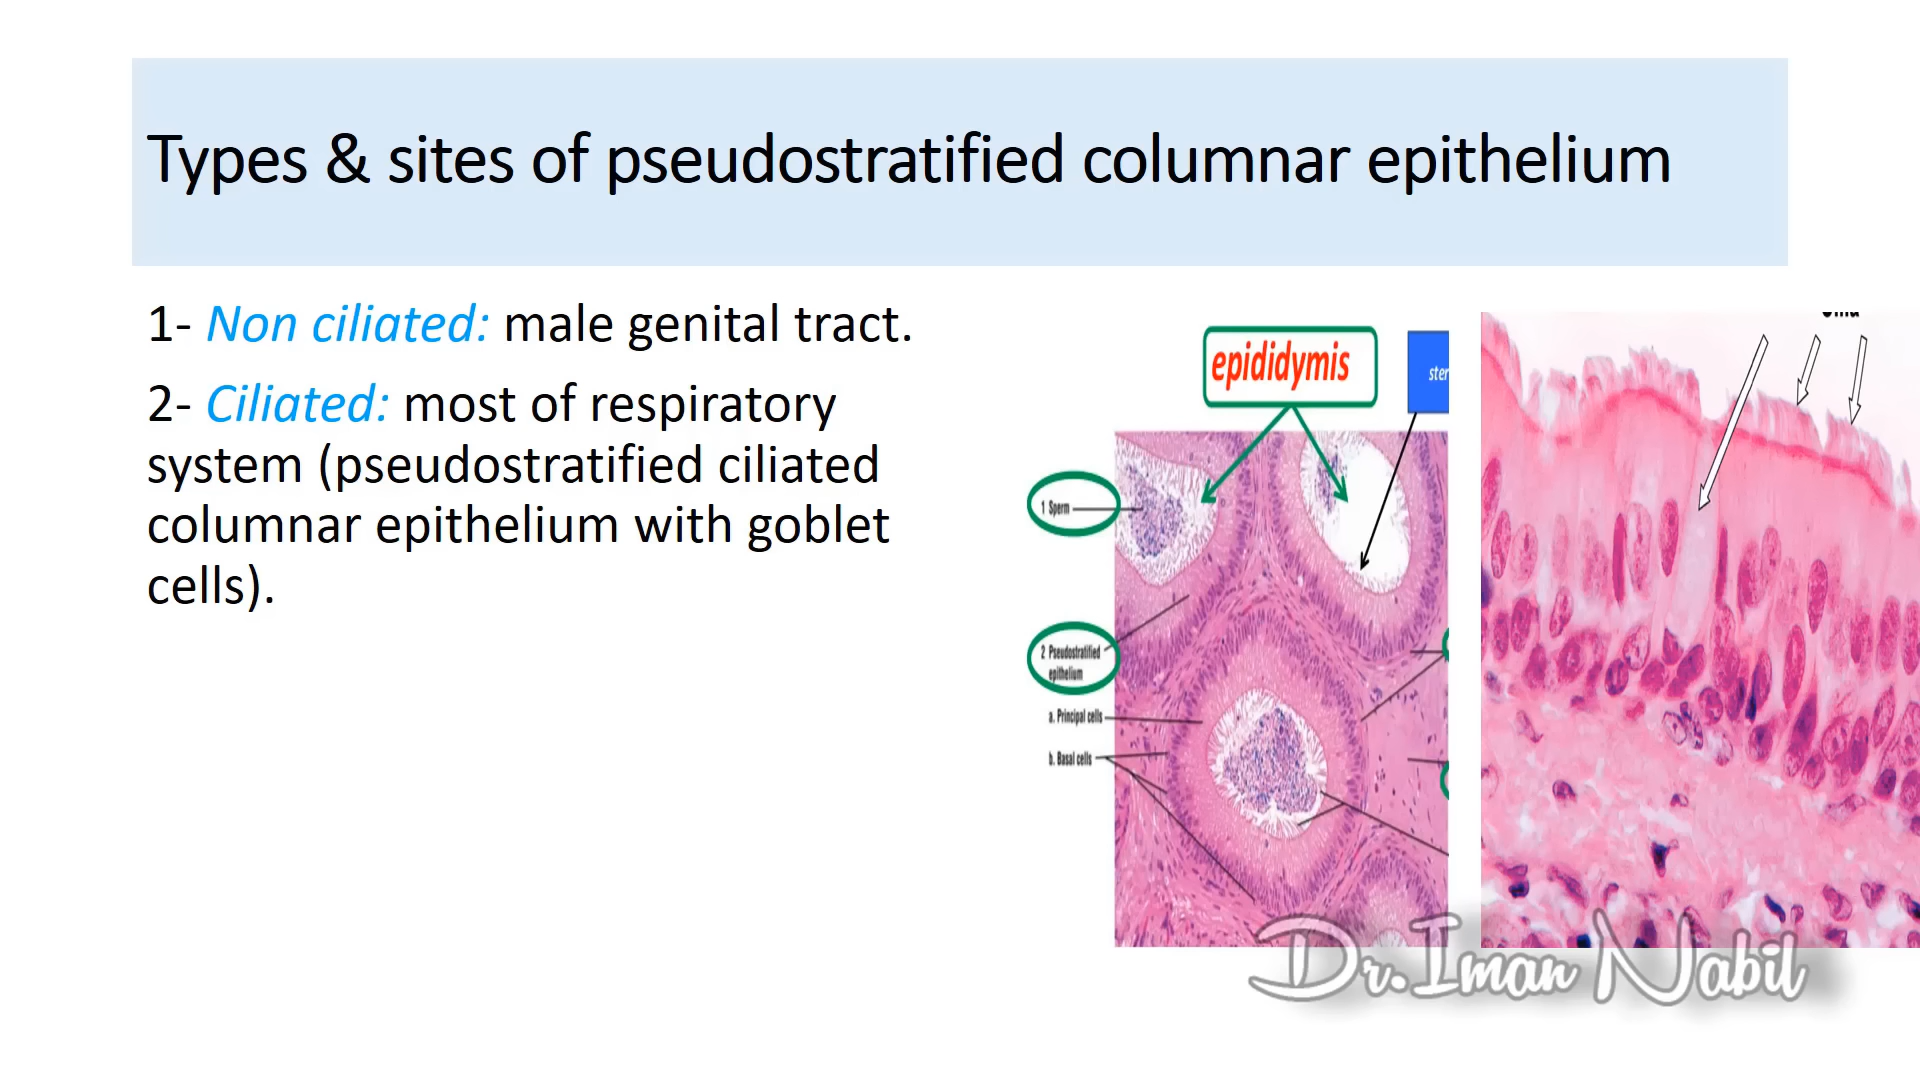 Types & sites of pseudostratified columnar epithelium
1- Non ciliated: male genital tract.
2- Ciliated: most of respiratory
system (pseudostratified ciliated
columnar epithelium with goblet
cells).
epididymis
ster
1 Sperm
2 Pseudostratified
epithelium
a. Principal cells
b. Basal cells
Dr.Iman Nabil